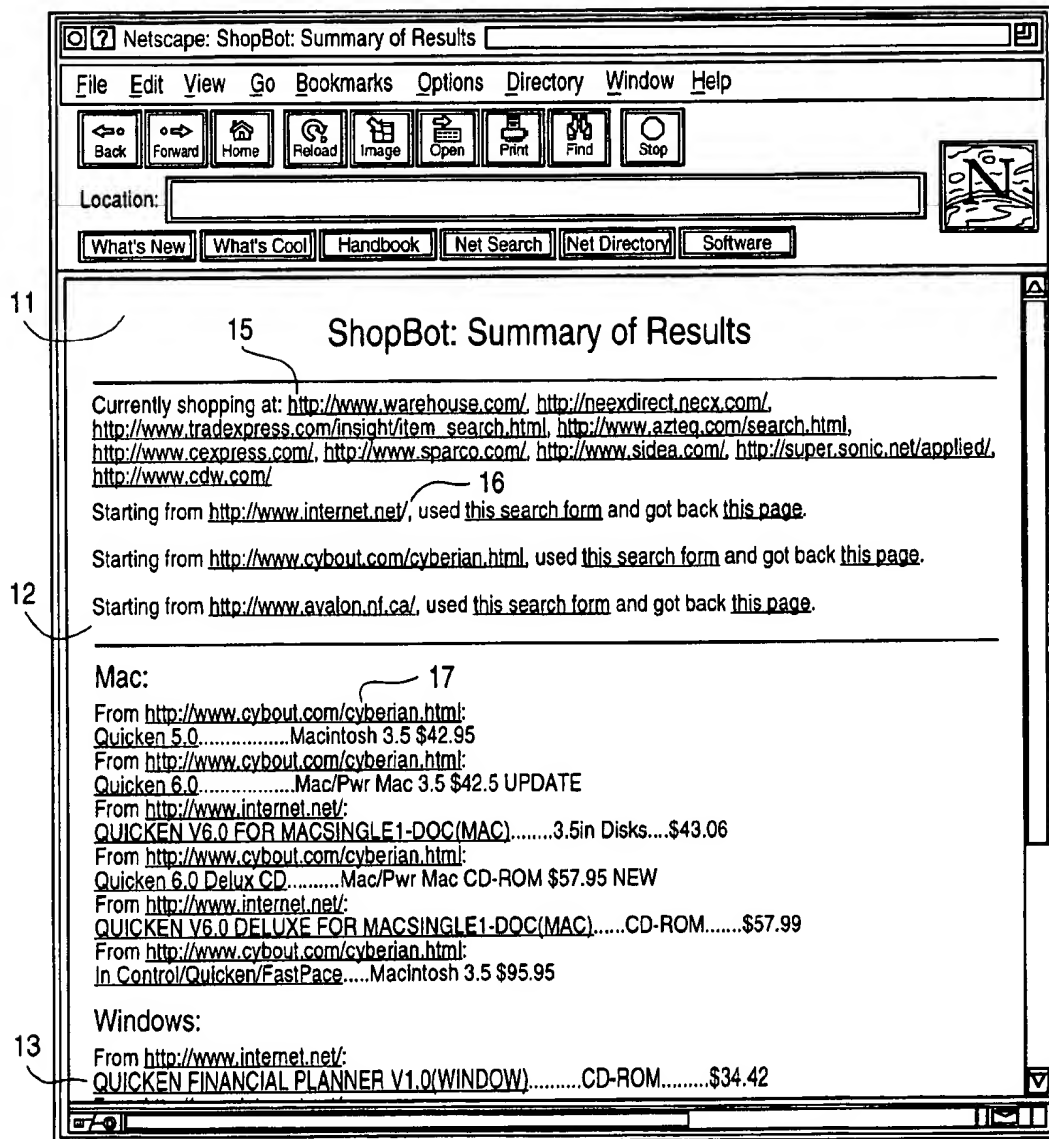 Netscape: ShopBot: Summary of Results
File Edit View Go Bookmarks Options Directory Window Help
Back Forward Home Reload Image Open Print Find Stop
N
Location:
What's New What's Cool Handbook Net Search Net Directory Software
11
15
ShopBot: Summary of Results
Currently shopping at: http://www.warehouse.com/, http://neexdirect.necx.com/,
http://www.tradexpress.com/insight/item_search.html, http://www.azteq.com/search.html,
http://www.cexpress.com/, http://www.sparco.com/, http://www.sidea.com/, http://super.sonic.net/applied/,
http://www.cdw.com/
16
Starting from http://www.internet.net/, used this search form and got back this page.
Starting from http://www.cybout.com/cyberian.html, used this search form and got back this page.
12
Starting from http://www.avalon.nf.ca/, used this search form and got back this page.
Mac:
17
From http://www.cybout.com/cyberian.html:
Quicken 5.0.................Macintosh 3.5 $42.95
From http://www.cybout.com/cyberian.html:
Quicken 6.0.................Mac/Pwr Mac 3.5 $42.5 UPDATE
From http://www.internet.net/:
QUICKEN V6.0 FOR MACSINGLE1-DOC(MAC)........3.5in Disks....$43.06
From http://www.cybout.com/cyberian.html:
Quicken 6.0 Delux CD..........Mac/Pwr Mac CD-ROM $57.95 NEW
From http://www.internet.net/:
QUICKEN V6.0 DELUXE FOR MACSINGLE1-DOC(MAC)......CD-ROM.......$57.99
From http://www.cybout.com/cyberian.html:
In Control/Quicken/FastPace.....Macintosh 3.5 $95.95
Windows:
13
From http://www.internet.net/:
QUICKEN FINANCIAL PLANNER V1.0(WINDOW)..........CD-ROM.........$34.42